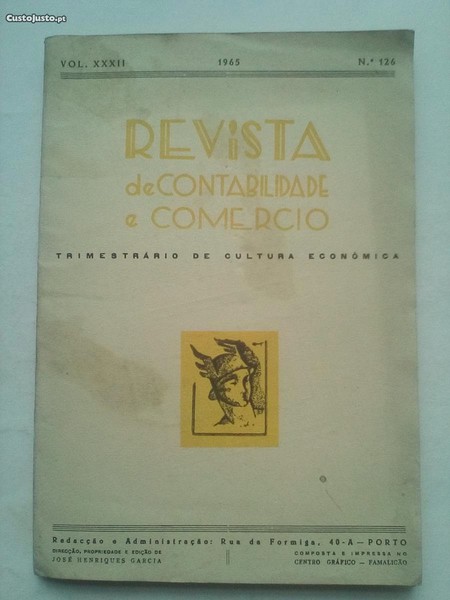 CustoJusto.pt
VOL. XXXII 1965 N.º 126
REVISTA
de CONTABILIDADE
e COMERCIO
TRIMESTRÁRIO DE CULTURA ECONÓMICA
Redacção e Administração: Rua da Formiga, 40-A — PORTO
DIRECÇÃO, PROPRIEDADE E EDIÇÃO DE
JOSÉ HENRIQUES GARCIA
COMPOSTA E IMPRESSA NO
CENTRO GRÁFICO — FAMALICÃO